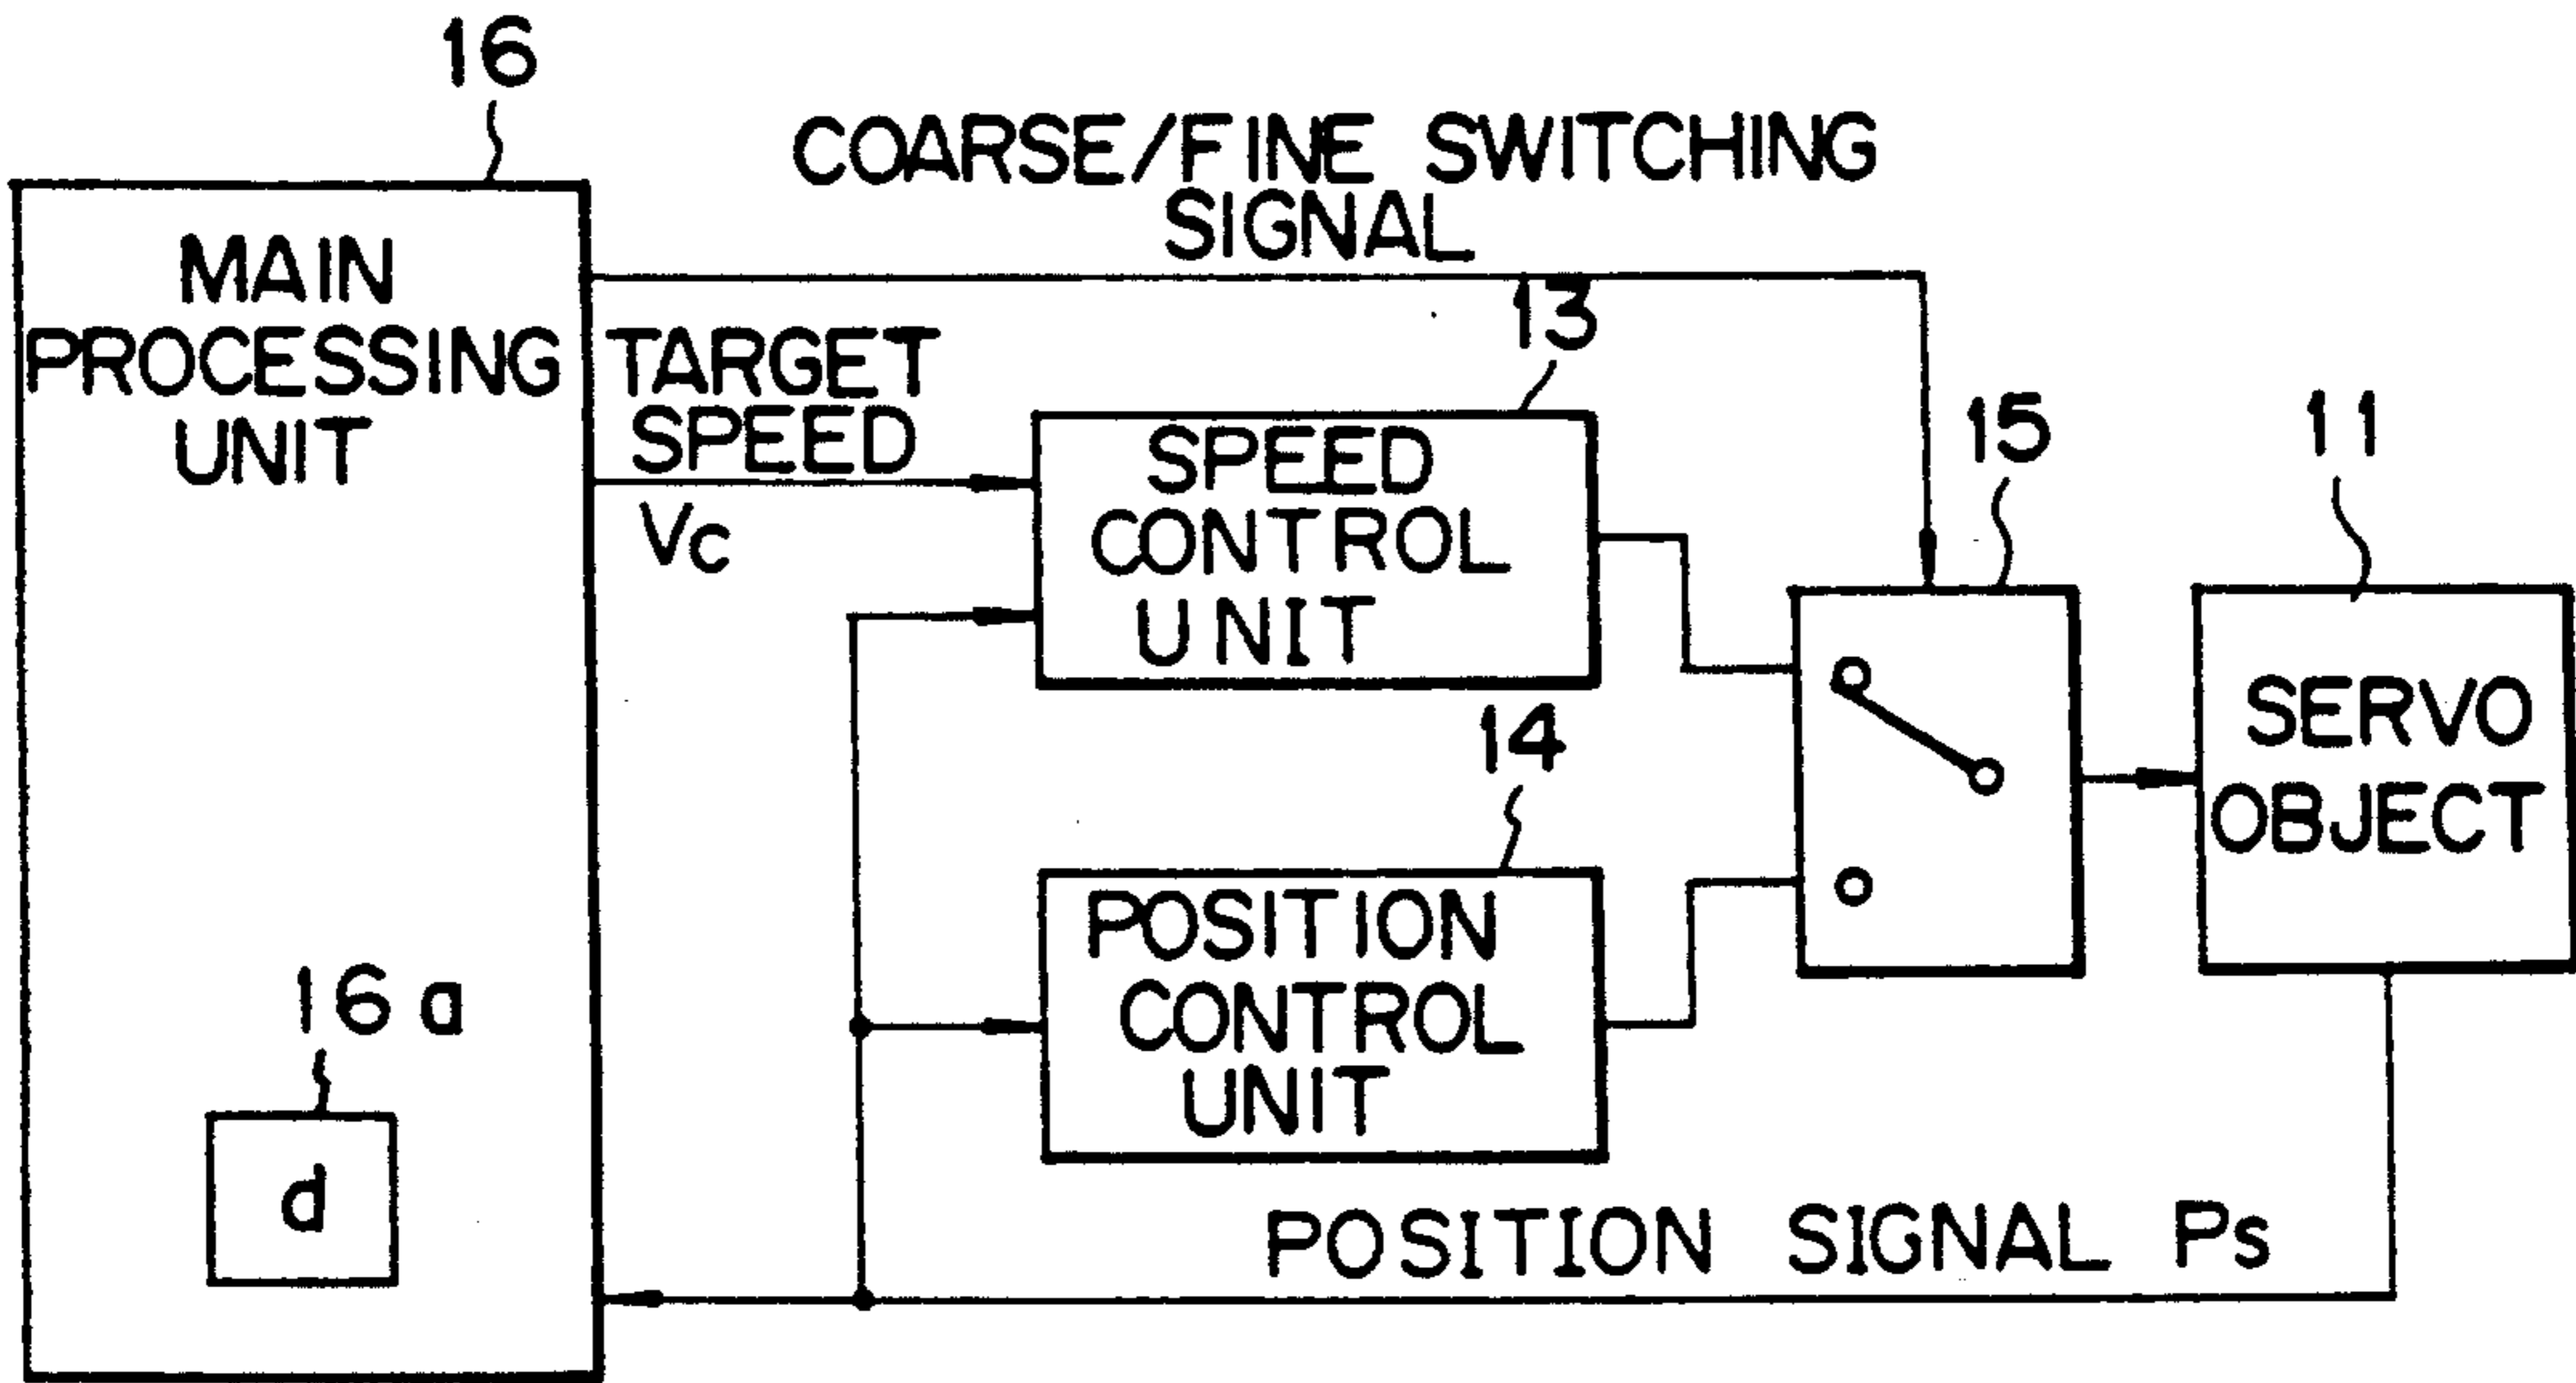 16
COARSE/FINE SWITCHING
SIGNAL
MAIN
PROCESSING
UNIT
TARGET
SPEED
Vc
13
SPEED
CONTROL
UNIT
15
11
SERVO
OBJECT
14
POSITION
CONTROL
UNIT
16a
d
POSITION SIGNAL Ps